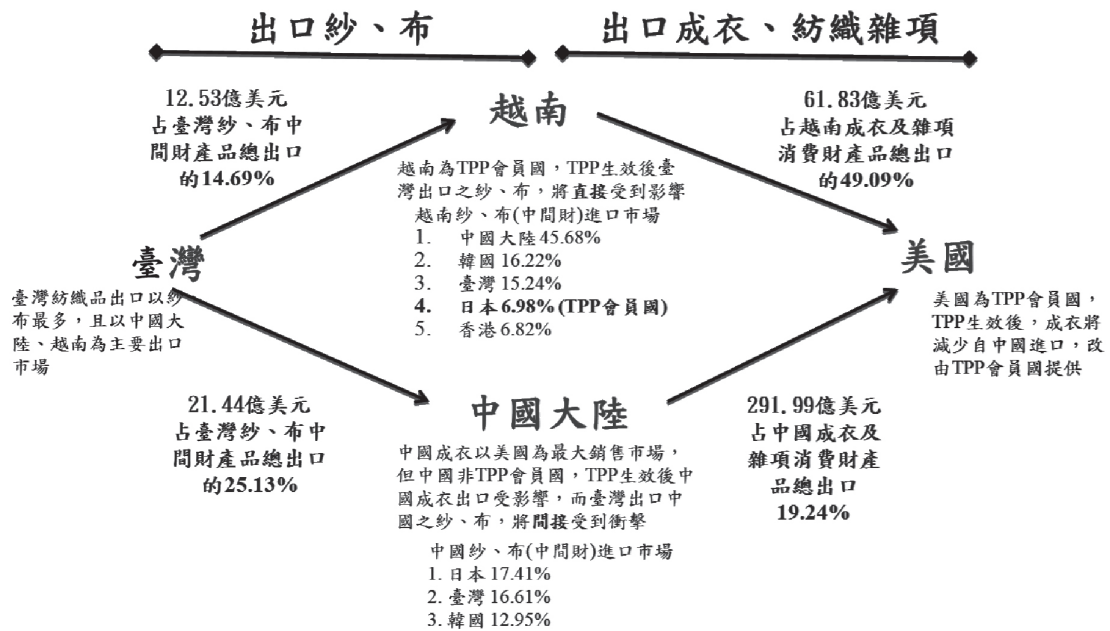 出口紗、布
出口成衣、紡織雜項
12.53億美元
占臺灣紗、布中
間財產品總出口
的14.69%
越南
越南為TPP會員國，TPP生效後臺
灣出口之紗、布，將直接受到影響
越南紗、布(中間財)進口市場
1. 中國大陸 45.68%
2. 韓國 16.22%
3. 臺灣 15.24%
4. 日本 6.98% (TPP會員國)
5. 香港 6.82%
61.83億美元
占越南成衣及雜項
消費財產品總出口
的49.09%
臺灣
臺灣紡織品出口以紗
布最多，且以中國大
陸、越南為主要出口
市場
美國
美國為TPP會員國，
TPP生效後，成衣將
減少自中國進口，改
由TPP會員國提供
21.44億美元
占臺灣紗、布中
間財產品總出口
的25.13%
中國大陸
中國成衣以美國為最大銷售市場，
但中國非TPP會員國，TPP生效後中
國成衣出口受影響，而臺灣出口中
國之紗、布，將間接受到衝擊
中國紗、布(中間財)進口市場
1. 日本 17.41%
2. 臺灣 16.61%
3. 韓國 12.95%
291.99億美元
占中國成衣及
雜項消費財產
品總出口
19.24%